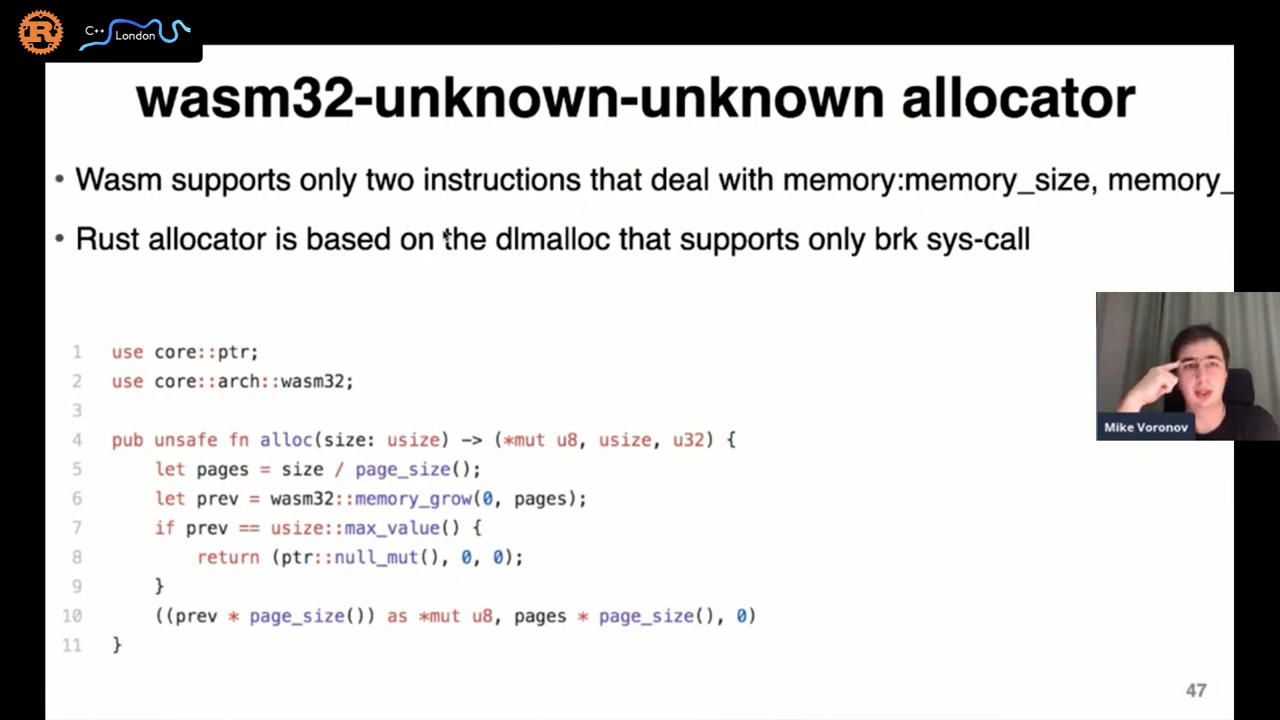 C++
London
wasm32-unknown-unknown allocator
• Wasm supports only two instructions that deal with memory:memory_size, memory_
• Rust allocator is based on the dlmalloc that supports only brk sys-call
1 use core::ptr;
2 use core::arch::wasm32;
3
4 pub unsafe fn alloc(size: usize) -> (*mut u8, usize, u32) {
5 let pages = size / page_size();
6 let prev = wasm32::memory_grow(0, pages);
7 if prev == usize::max_value() {
8 return (ptr::null_mut(), 0, 0);
9 }
10 ((prev * page_size()) as *mut u8, pages * page_size(), 0)
11 }
Mike Voronov
47